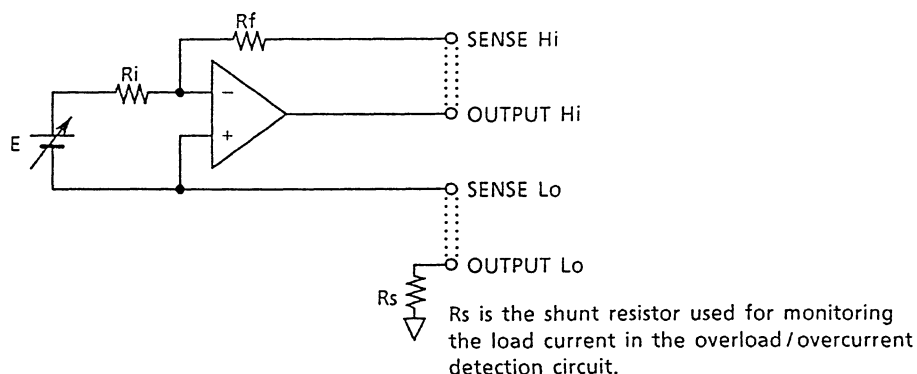 Rf
SENSE Hi
Ri
−
OUTPUT Hi
+
E
SENSE Lo
OUTPUT Lo
Rs
Rs is the shunt resistor used for monitoring
the load current in the overload/overcurrent
detection circuit.